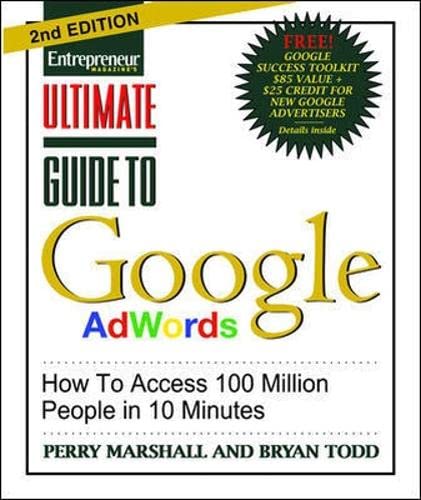 2nd EDITION
Entrepreneur
MAGAZINE'S
ULTIMATE
GUIDE TO
Google
AdWords
FREE!
GOOGLE
SUCCESS TOOLKIT
$85 VALUE +
$25 CREDIT FOR
NEW GOOGLE
ADVERTISERS
Details inside
How To Access 100 Million
People in 10 Minutes
PERRY MARSHALL AND BRYAN TODD